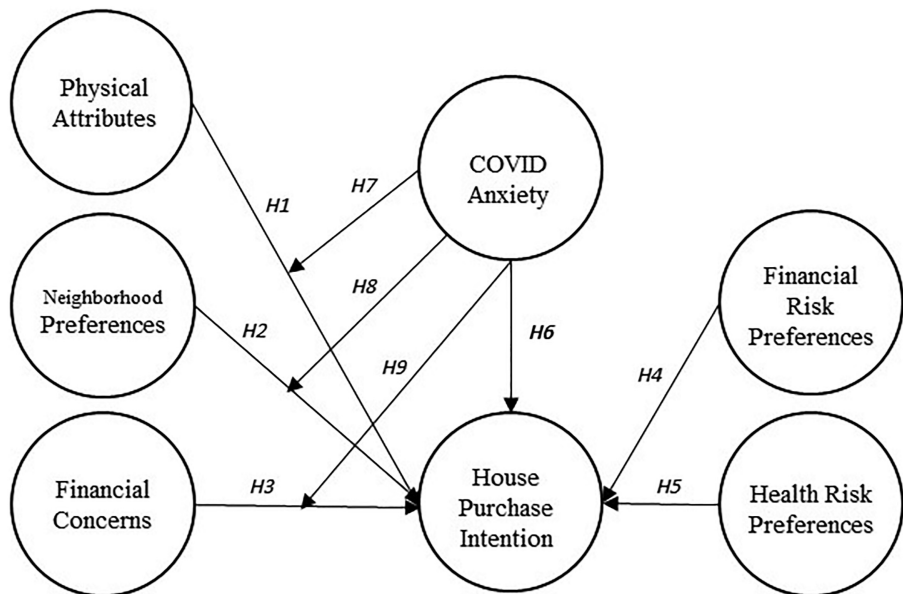 Physical
Attributes
COVID
Anxiety
H7
H1
Neighborhood
Preferences
H8
H2
H9
H6
Financial
Risk
Preferences
H4
Financial
Concerns
H3
House
Purchase
Intention
H5
Health Risk
Preferences